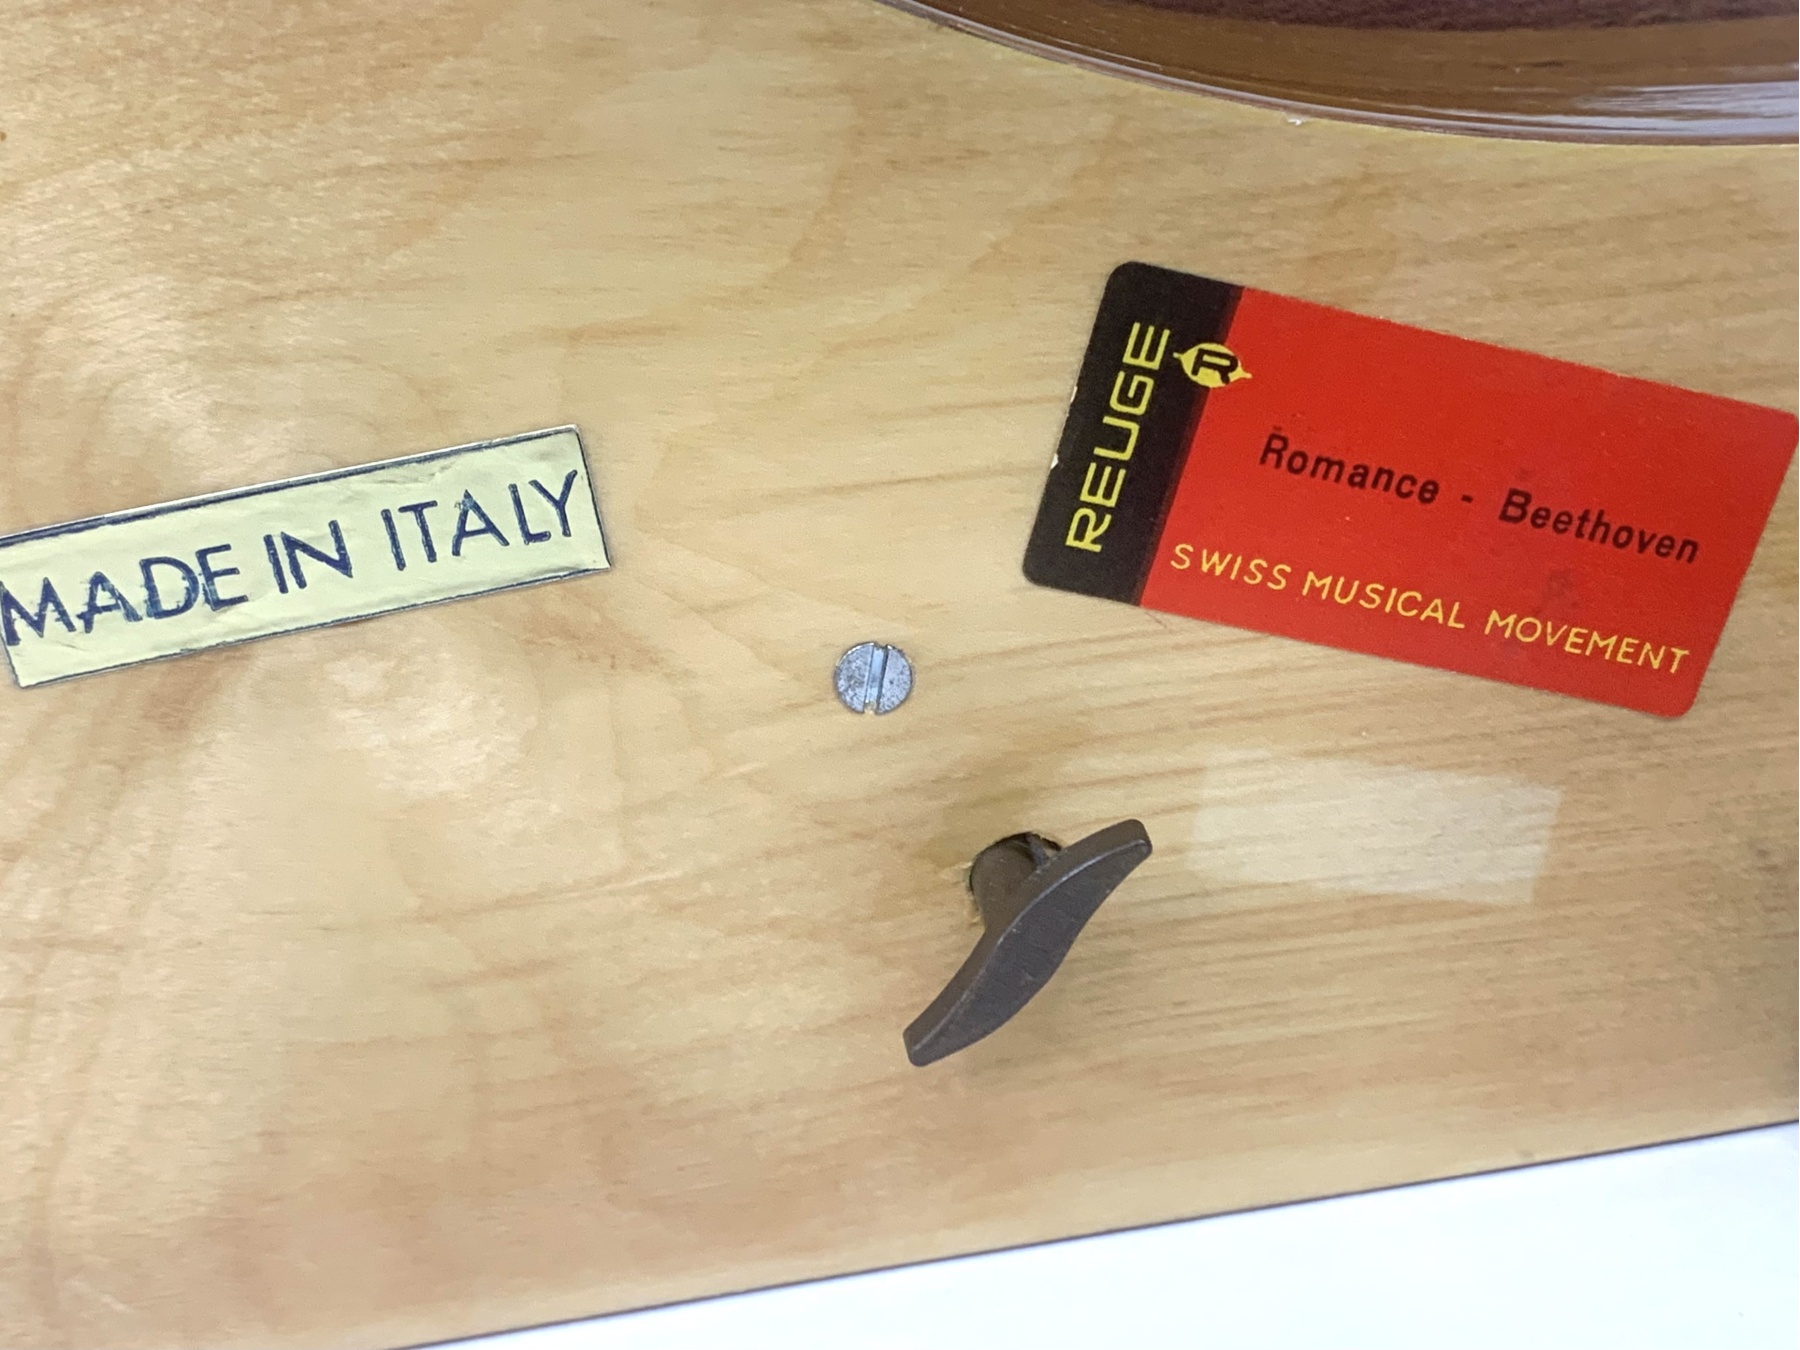 MADE IN ITALY
REUGE
R
Romance - Beethoven
SWISS MUSICAL MOVEMENT